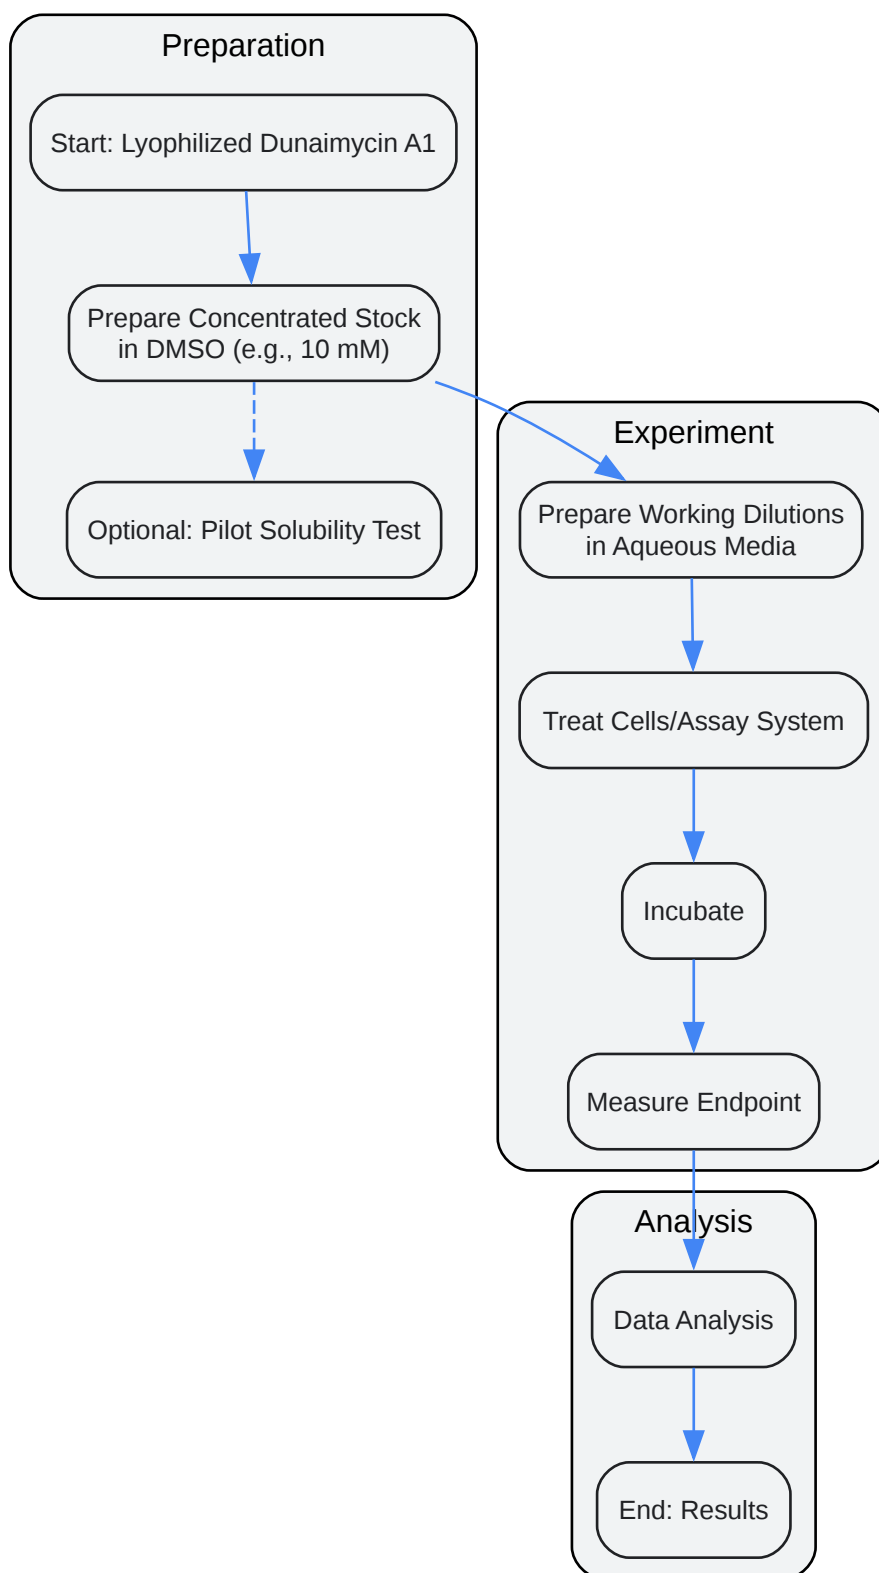 Preparation
Start: Lyophilized Dunaimycin A1
Prepare Concentrated Stock
in DMSO (e.g., 10 mM)
Optional: Pilot Solubility Test
Experiment
Prepare Working Dilutions
in Aqueous Media
Treat Cells/Assay System
Incubate
Measure Endpoint
Analysis
Data Analysis
End: Results